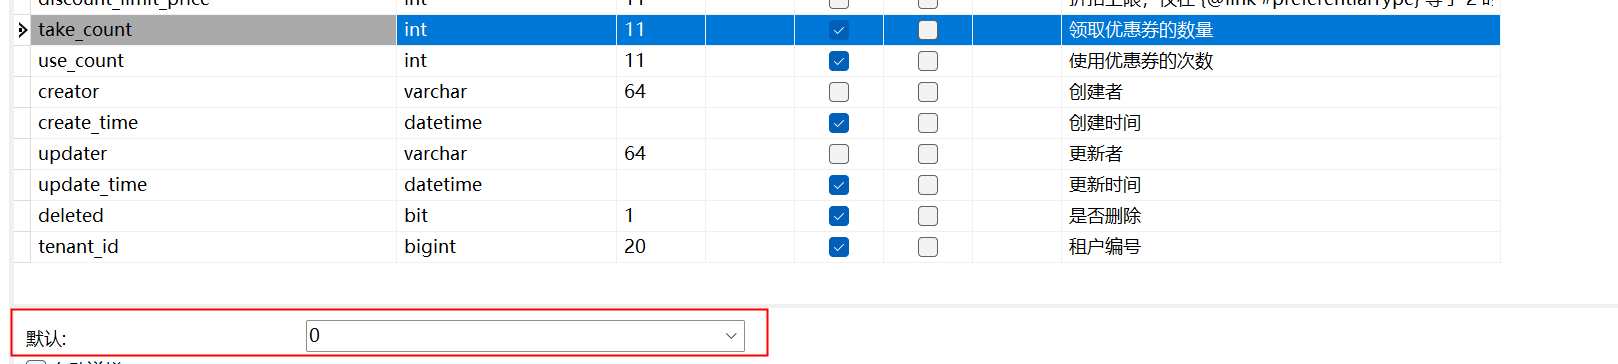 discount_limit_price int 11 折扣上限，仅在 {@link #preferentialType} 等于 2 时
take_count int 11 领取优惠券的数量
use_count int 11 使用优惠券的次数
creator varchar 64 创建者
create_time datetime 创建时间
updater varchar 64 更新者
update_time datetime 更新时间
deleted bit 1 是否删除
tenant_id bigint 20 租户编号
默认: 0